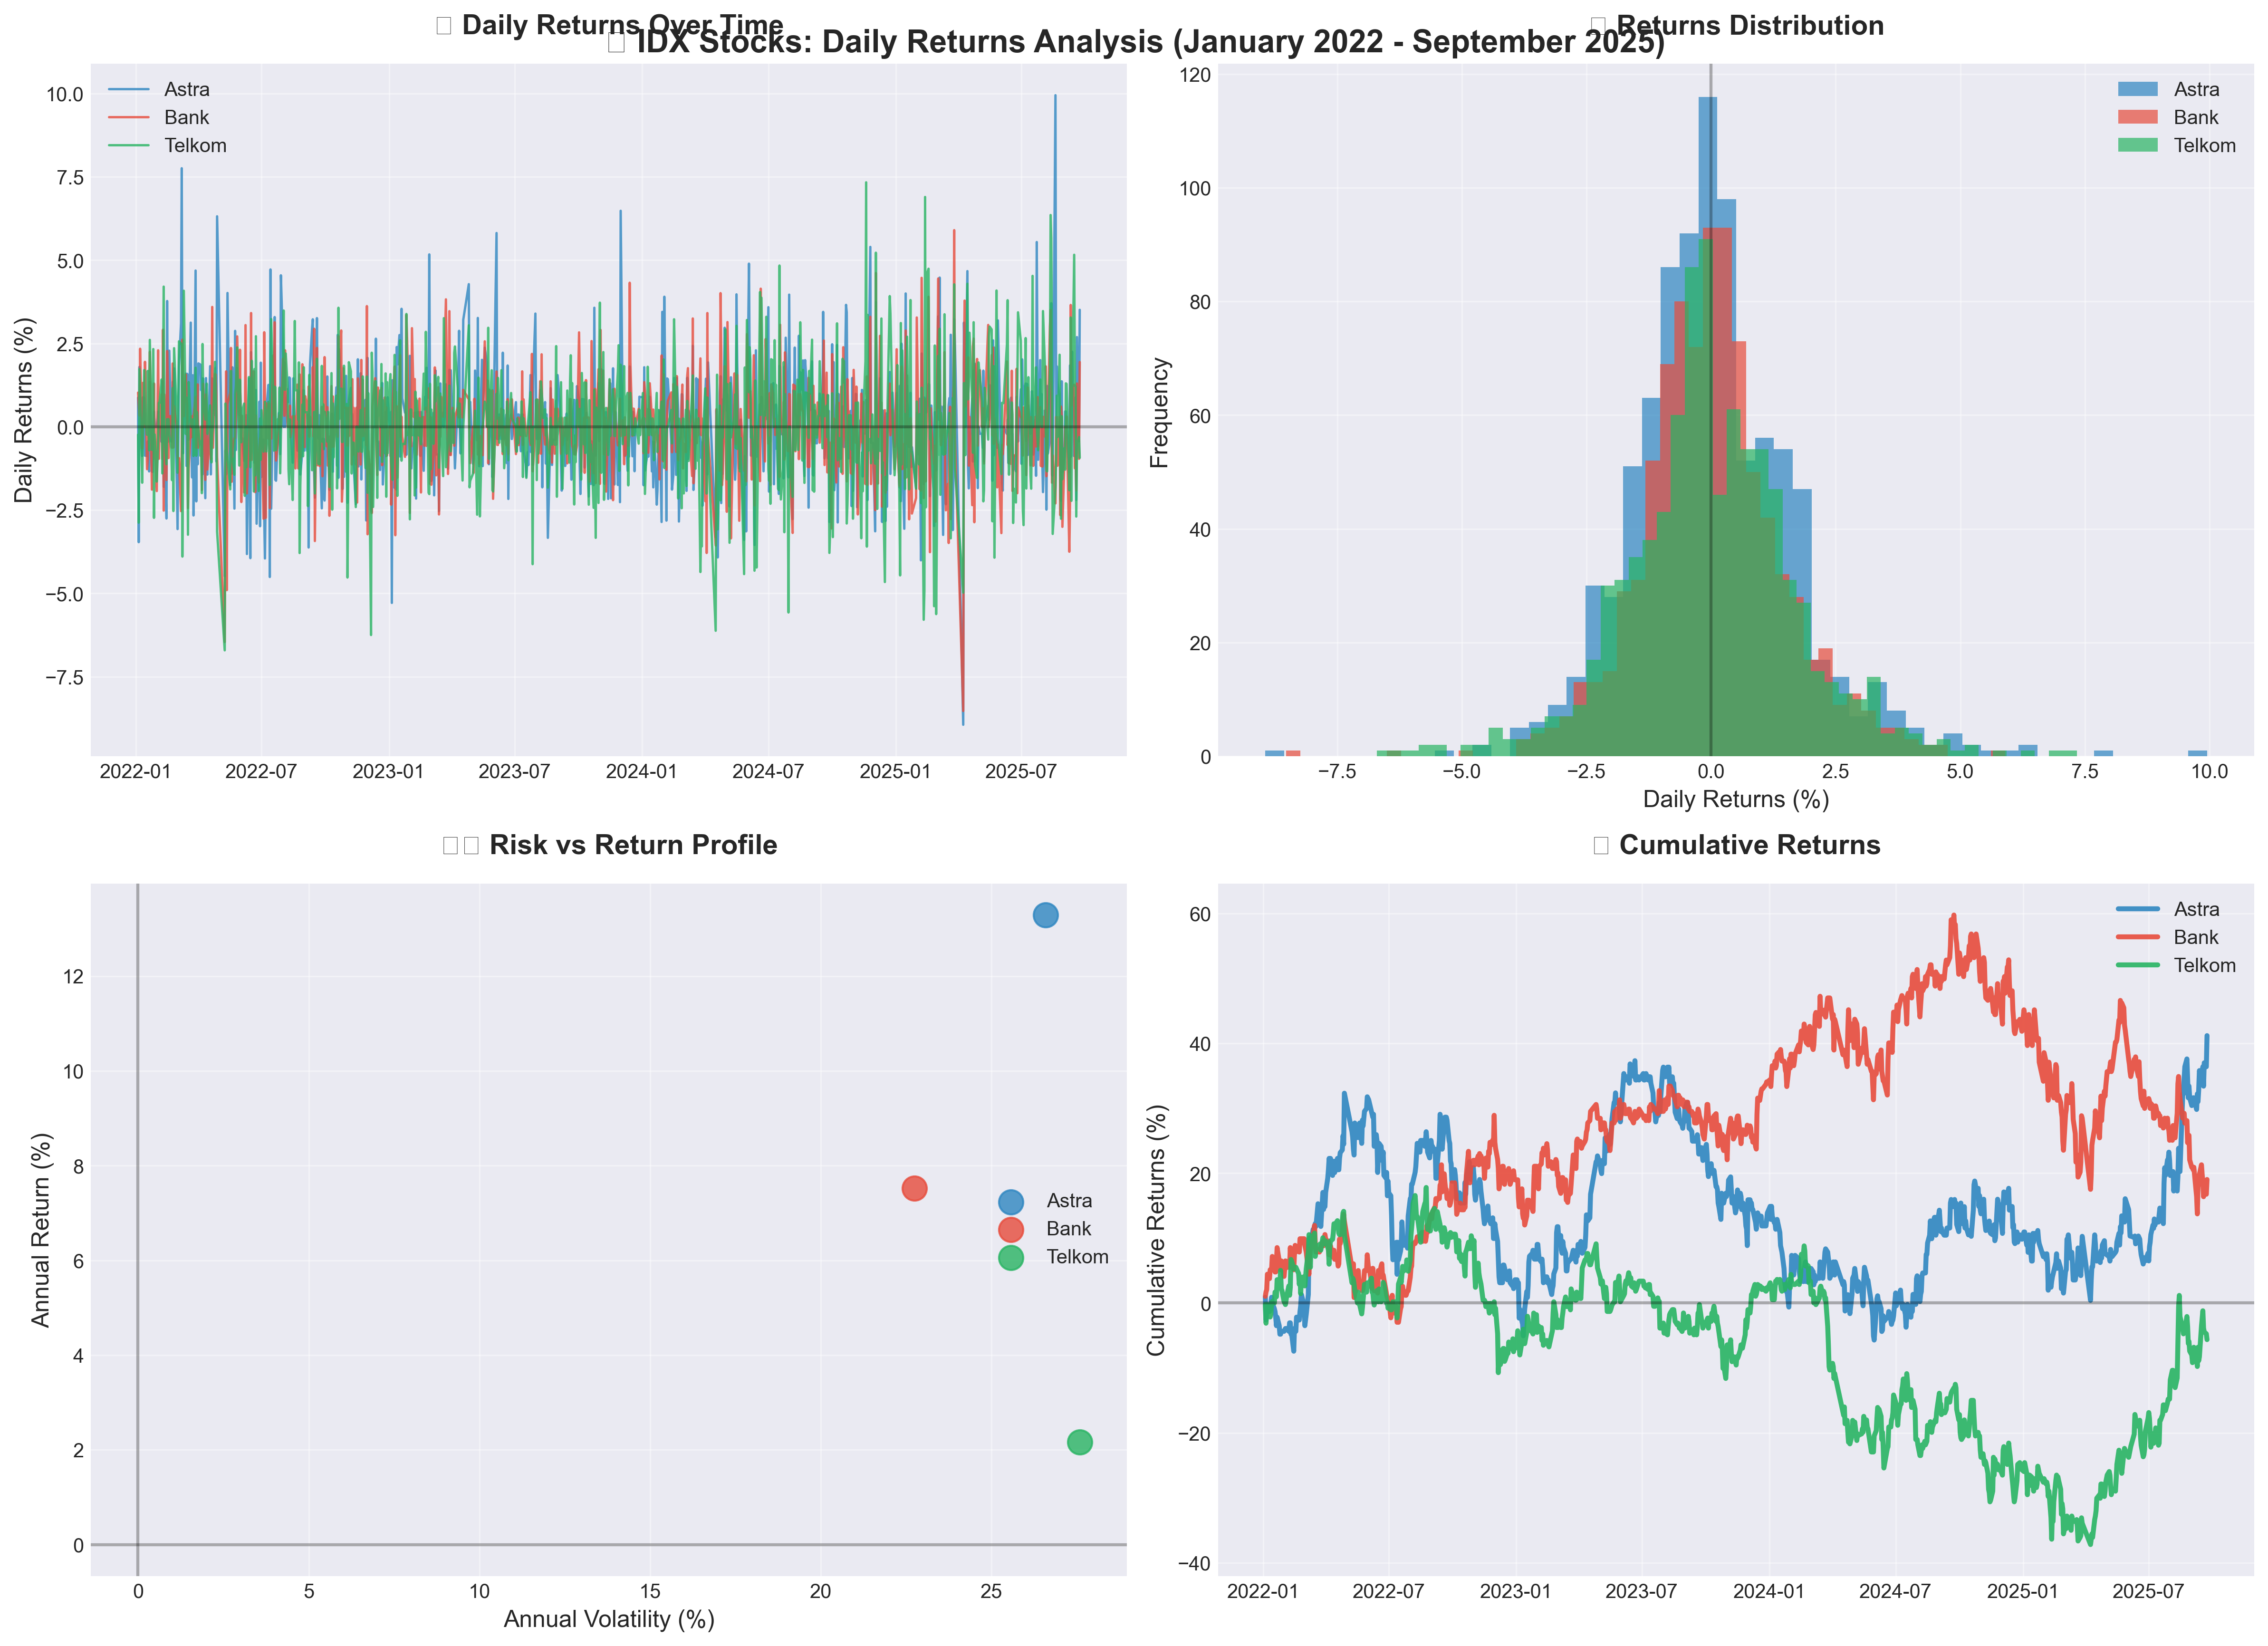 Daily Returns Over Time
Returns Distribution
IDX Stocks: Daily Returns Analysis (January 2022 - September 2025)
Astra
Bank
Telkom
10.0
7.5
5.0
2.5
0.0
−2.5
−5.0
−7.5
Daily Returns (%)
2022-01
2022-07
2023-01
2023-07
2024-01
2024-07
2025-01
2025-07
Astra
Bank
Telkom
120
100
80
60
40
20
0
Frequency
−7.5
−5.0
−2.5
0.0
2.5
5.0
7.5
10.0
Daily Returns (%)
Risk vs Return Profile
12
10
8
6
4
2
0
Annual Return (%)
Astra
Bank
Telkom
0
5
10
15
20
25
Annual Volatility (%)
Cumulative Returns
Astra
Bank
Telkom
60
40
20
0
−20
−40
Cumulative Returns (%)
2022-01
2022-07
2023-01
2023-07
2024-01
2024-07
2025-01
2025-07